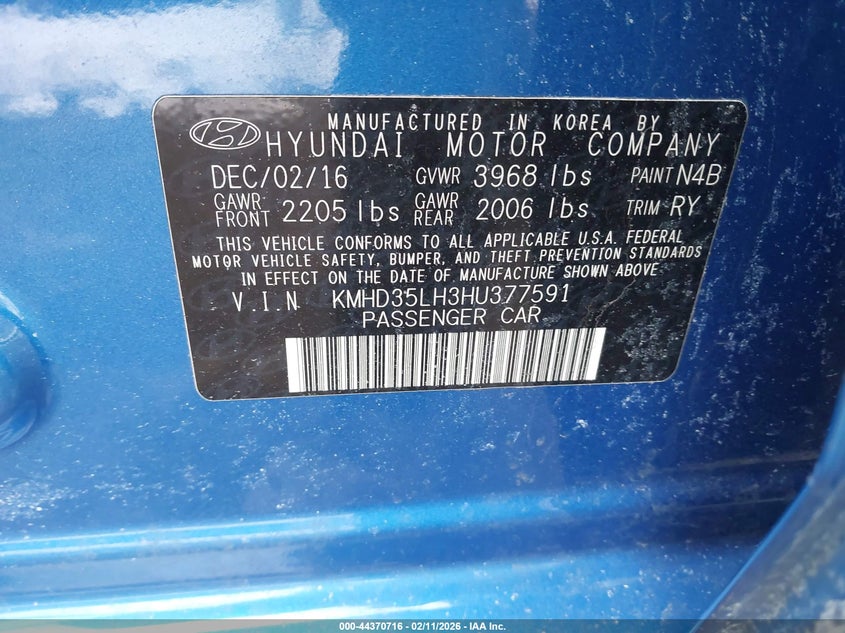 MANUFACTURED IN KOREA BY
HYUNDAI MOTOR COMPANY
DEC/02/16 GVWR 3968 lbs PAINT N4B
GAWR FRONT 2205 lbs GAWR REAR 2006 lbs TRIM RY
THIS VEHICLE CONFORMS TO ALL APPLICABLE U.S.A. FEDERAL
MOTOR VEHICLE SAFETY, BUMPER, AND THEFT PREVENTION STANDARDS
IN EFFECT ON THE DATE OF MANUFACTURE SHOWN ABOVE.
V.I.N KMHD35LH3HU377591
PASSENGER CAR
000-44370716 - 02/11/2026 - IAA Inc.